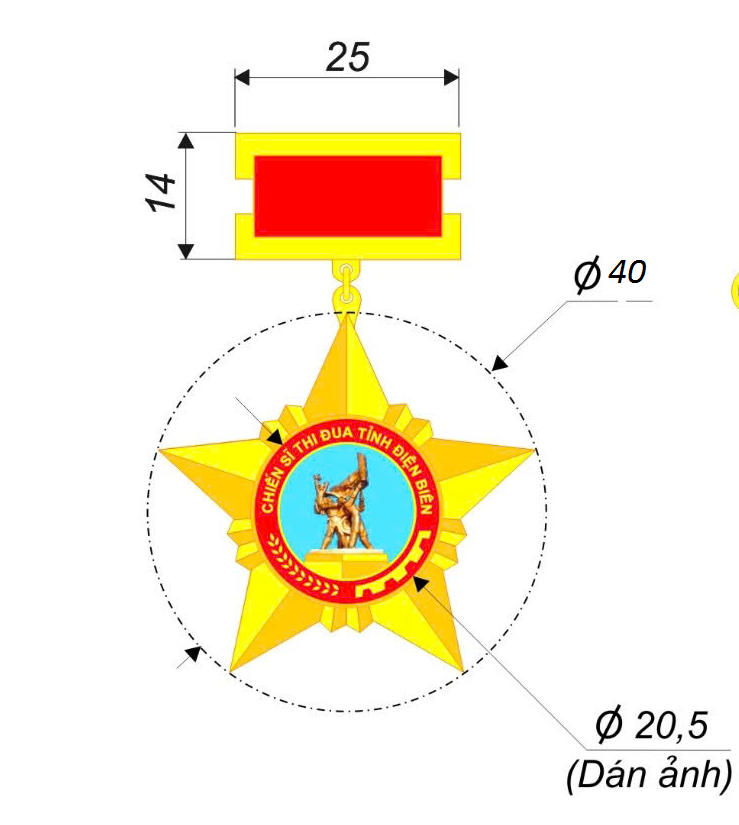 25
14
ϕ 40
CHIẾN SĨ THI ĐUA TỈNH ĐIỆN BIÊN
ϕ 20,5
(Dán ảnh)